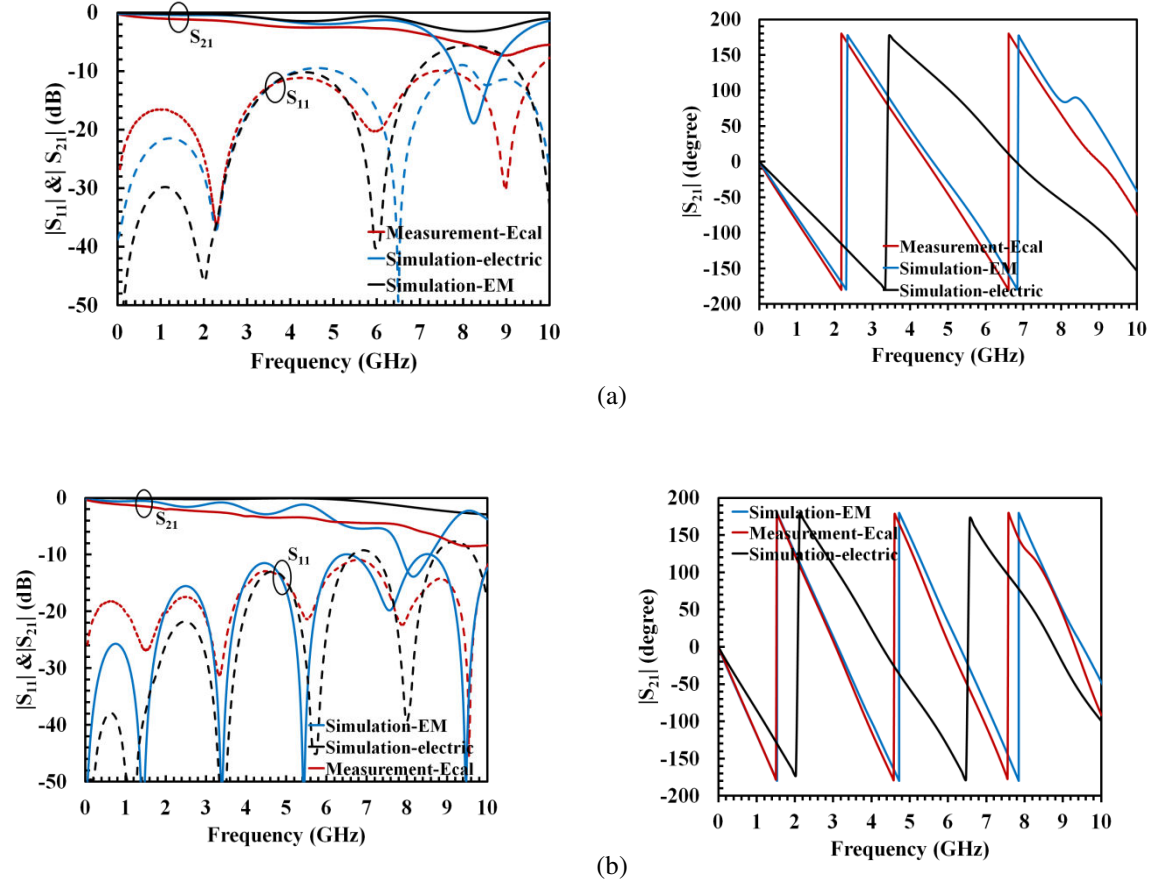 0
-10
-20
-30
-40
-50
|S11| &| S21| (dB)
S21
S11
Measurement-Ecal
Simulation-electric
Simulation-EM
0 1 2 3 4 5 6 7 8 9 10
Frequency (GHz)
200
150
100
50
0
-50
-100
-150
-200
|S21| (degree)
Measurement-Ecal
Simulation-EM
Simulation-electric
0 1 2 3 4 5 6 7 8 9 10
Frequency (GHz)
(a)
0
-10
-20
-30
-40
-50
|S11| &|S21| (dB)
S21
S11
Simulation-EM
Simulation-electric
Measurement-Ecal
0 1 2 3 4 5 6 7 8 9 10
Frequency (GHz)
200
150
100
50
0
-50
-100
-150
-200
|S21| (degree)
Simulation-EM
Measurement-Ecal
Simulation-electric
0 1 2 3 4 5 6 7 8 9 10
Frequency (GHz)
(b)